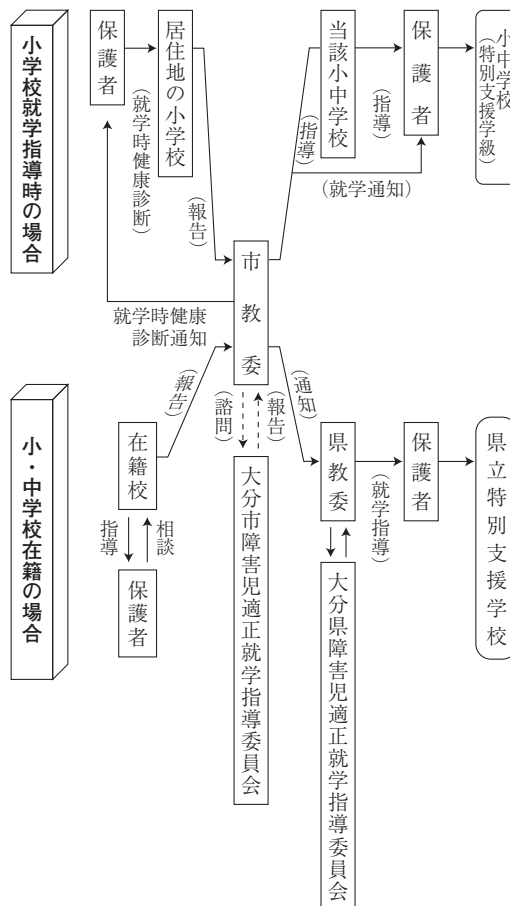 小学校就学指導時の場合
保護者
(就学時健康診断)
居住地の小学校
(報告)
就学時健康
診断通知
市教委
(指導)
当該小中学校
(指導)
保護者
(就学通知)
小中学校
(特別支援学級)
小・中学校在籍の場合
在籍校
(報告)
指導
相談
保護者
(諮問)
(報告)
大分市障害児適正就学指導委員会
(通知)
県教委
(就学指導)
保護者
県立特別支援学校
大分県障害児適正就学指導委員会